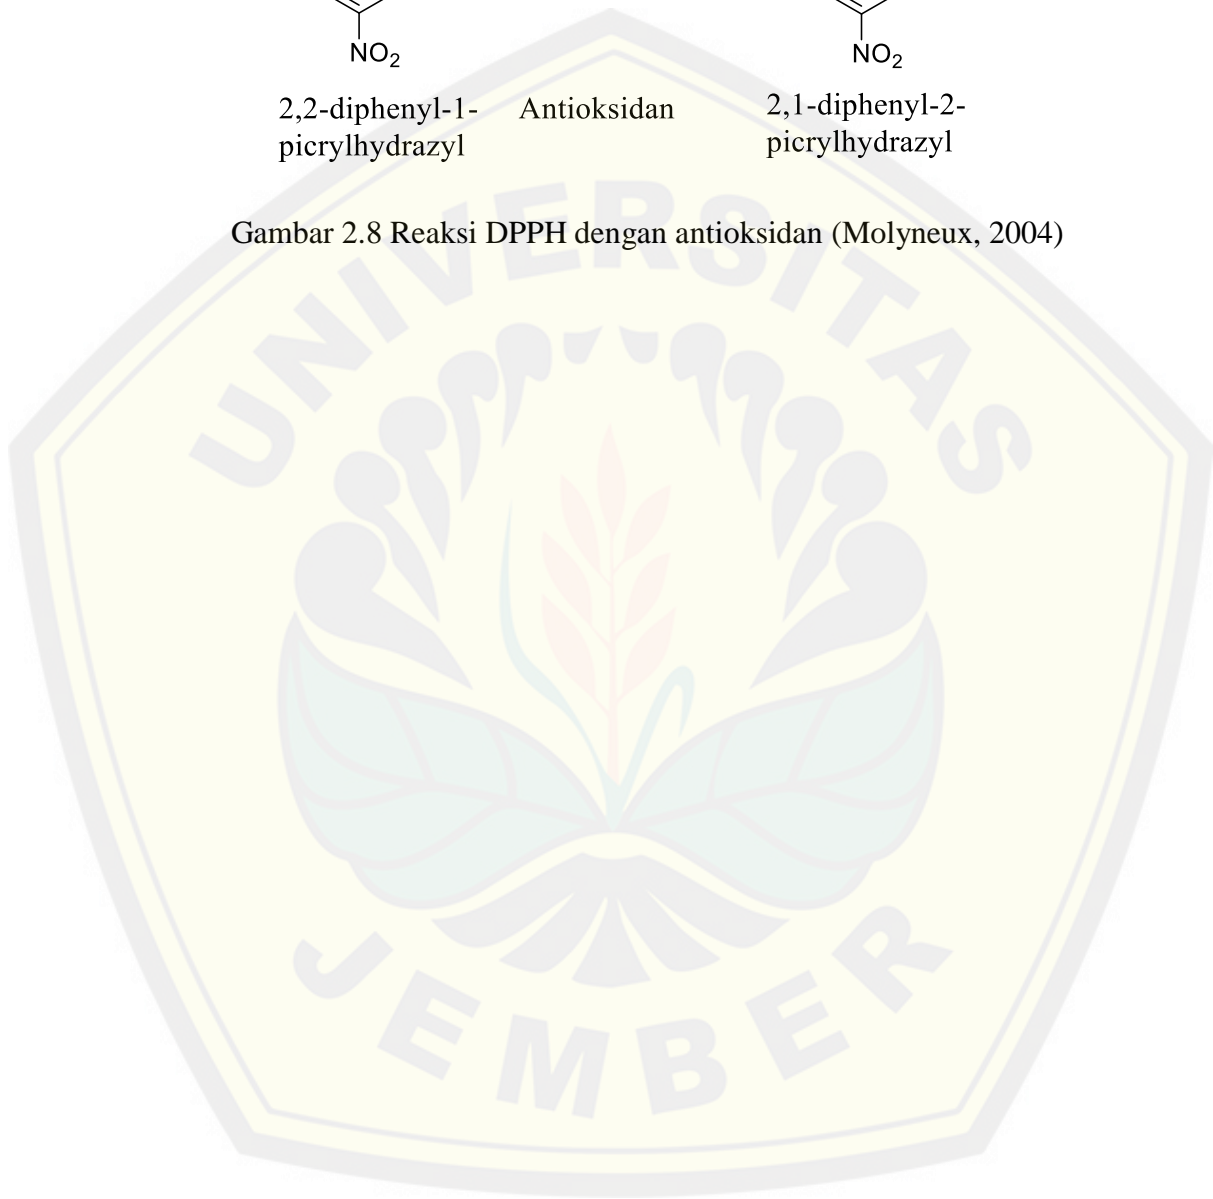 NO₂ NO₂
2,2-diphenyl-1- Antioksidan 2,1-diphenyl-2-
picrylhydrazyl picrylhydrazyl
Gambar 2.8 Reaksi DPPH dengan antioksidan (Molyneux, 2004)
UNIVERSITAS
JEMBER